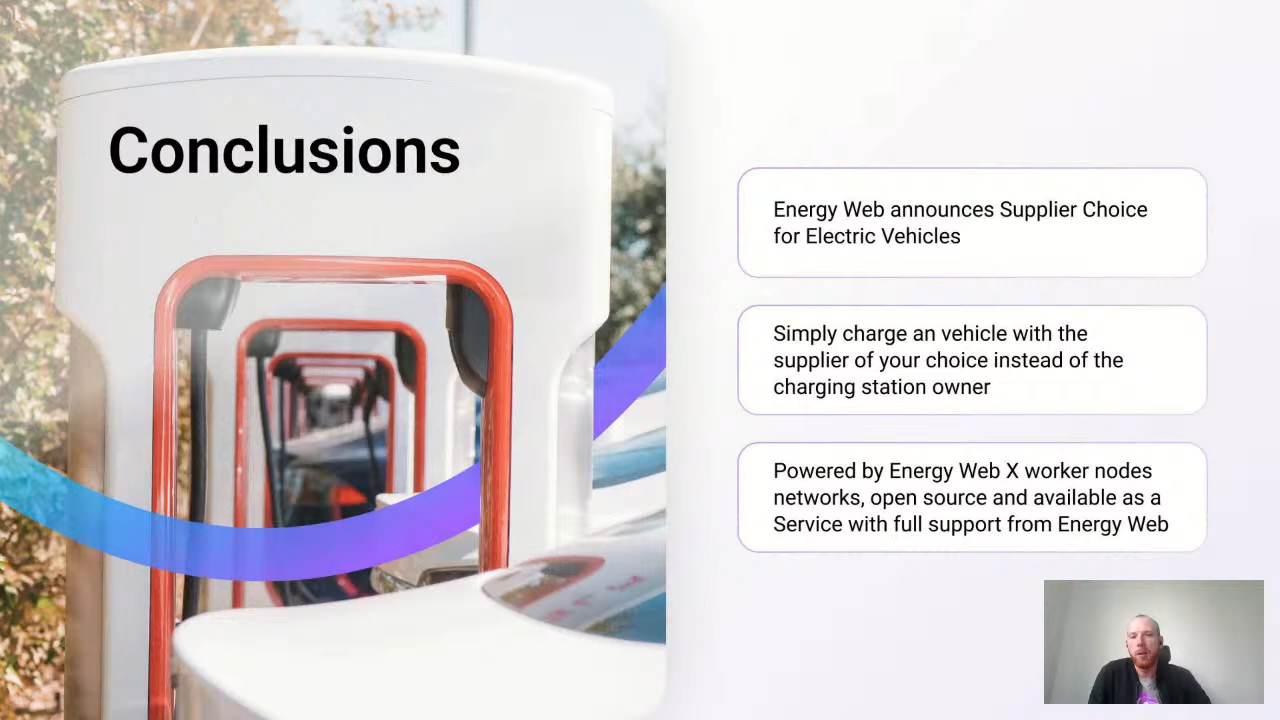 Conclusions
Energy Web announces Supplier Choice
for Electric Vehicles
Simply charge an vehicle with the
supplier of your choice instead of the
charging station owner
Powered by Energy Web X worker nodes
networks, open source and available as a
Service with full support from Energy Web